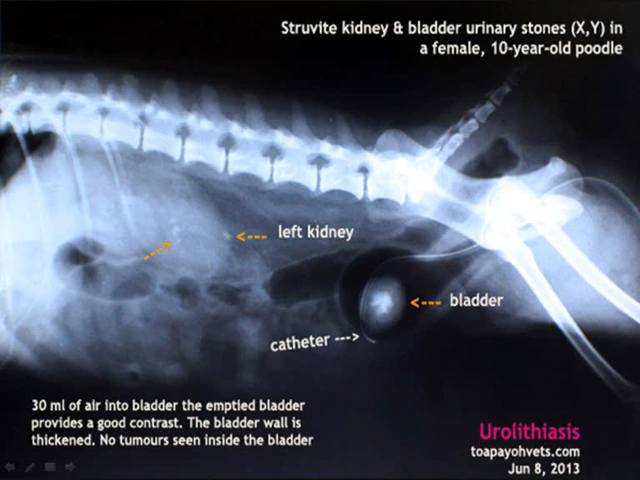 Struvite kidney & bladder urinary stones (X,Y) in
a female, 10-year-old poodle
<--- left kidney
<--- bladder
catheter --->
30 ml of air into bladder the emptied bladder
provides a good contrast. The bladder wall is
thickened. No tumours seen inside the bladder
Urolithiasis
toapayohvets.com
Jun 8, 2013